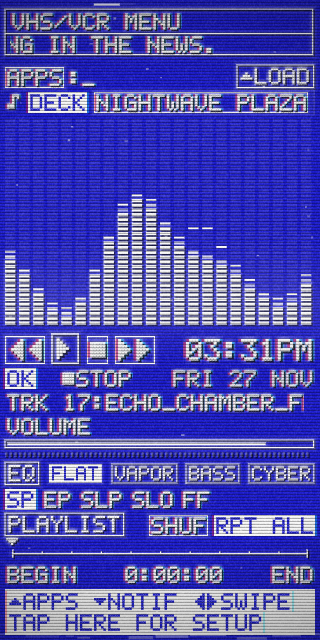 VHS/VCR MENU
NG IN THE NEWS.
APPS:_ ▲LOAD
♪ DECK NIGHTWAVE PLAZA
03:31PM
OK ■STOP FRI 27 NOV
TRK 17:ECHO_CHAMBER_F
VOLUME
EQ FLAT VAPOR BASS CYBER
SP EP SLP SLO FF
PLAYLIST SHUF RPT ALL
BEGIN 0:00:00 END
▲APPS ▼NOTIF ◀▶SWIPE
TAP HERE FOR SETUP